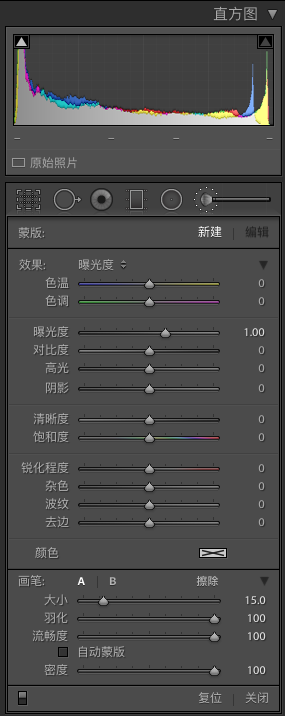 直方图
原始照片
蒙版: 新建 | 编辑
效果: 曝光度
色温 0
色调 0
曝光度 1.00
对比度 0
高光 0
阴影 0
清晰度 0
饱和度 0
锐化程度 0
杂色 0
波纹 0
去边 0
颜色
画笔: A | B 擦除
大小 15.0
羽化 100
流畅度 100
自动蒙版
密度 100
复位 | 关闭